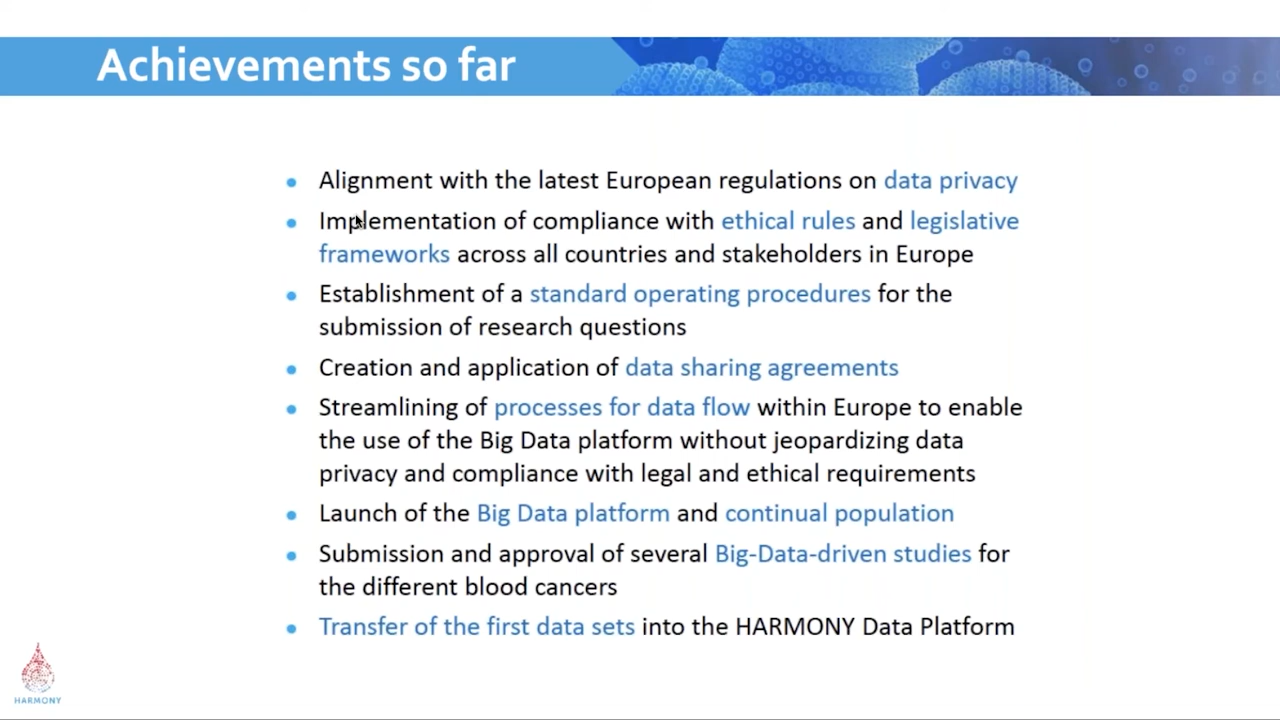 Achievements so far
Alignment with the latest European regulations on data privacy
Implementation of compliance with ethical rules and legislative
frameworks across all countries and stakeholders in Europe
Establishment of a standard operating procedures for the
submission of research questions
Creation and application of data sharing agreements
Streamlining of processes for data flow within Europe to enable
the use of the Big Data platform without jeopardizing data
privacy and compliance with legal and ethical requirements
Launch of the Big Data platform and continual population
Submission and approval of several Big-Data-driven studies for
the different blood cancers
Transfer of the first data sets into the HARMONY Data Platform
HARMONY